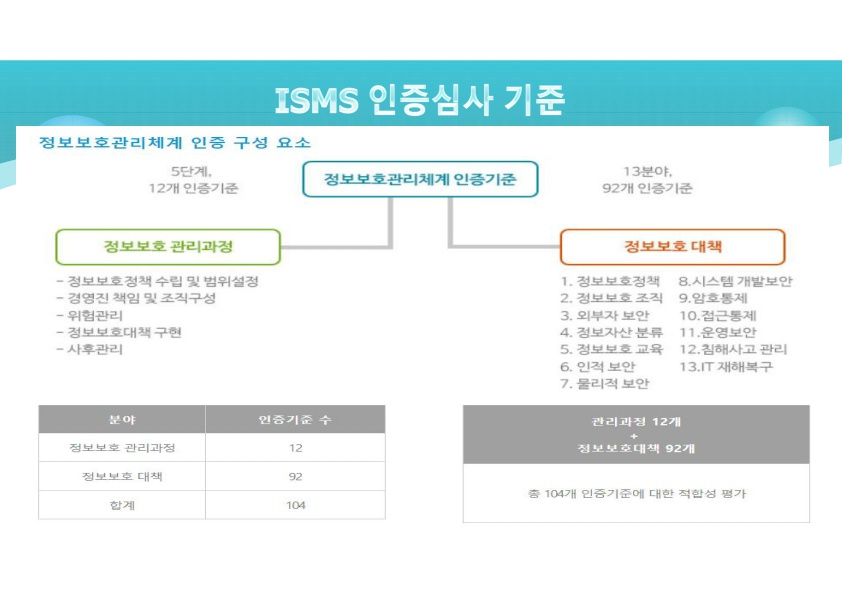 ISMS 인증심사 기준
정보보호관리체계 인증 구성 요소
5단계,
12개 인증기준
정보보호관리체계 인증기준
13분야,
92개 인증기준
정보보호 관리과정
- 정보보호정책 수립 및 범위설정
- 경영진 책임 및 조직구성
- 위험관리
- 정보보호대책 구현
- 사후관리
정보보호 대책
1. 정보보호정책
2. 정보보호 조직
3. 외부자 보안
4. 정보자산 분류
5. 정보보호 교육
6. 인적 보안
7. 물리적 보안
8.시스템 개발보안
9.암호통제
10.접근통제
11.운영보안
12.침해사고 관리
13.IT 재해복구
분야 인증기준 수
정보보호 관리과정 12
정보보호 대책 92
합계 104
관리과정 12개
+
정보보호대책 92개
총 104개 인증기준에 대한 적합성 평가